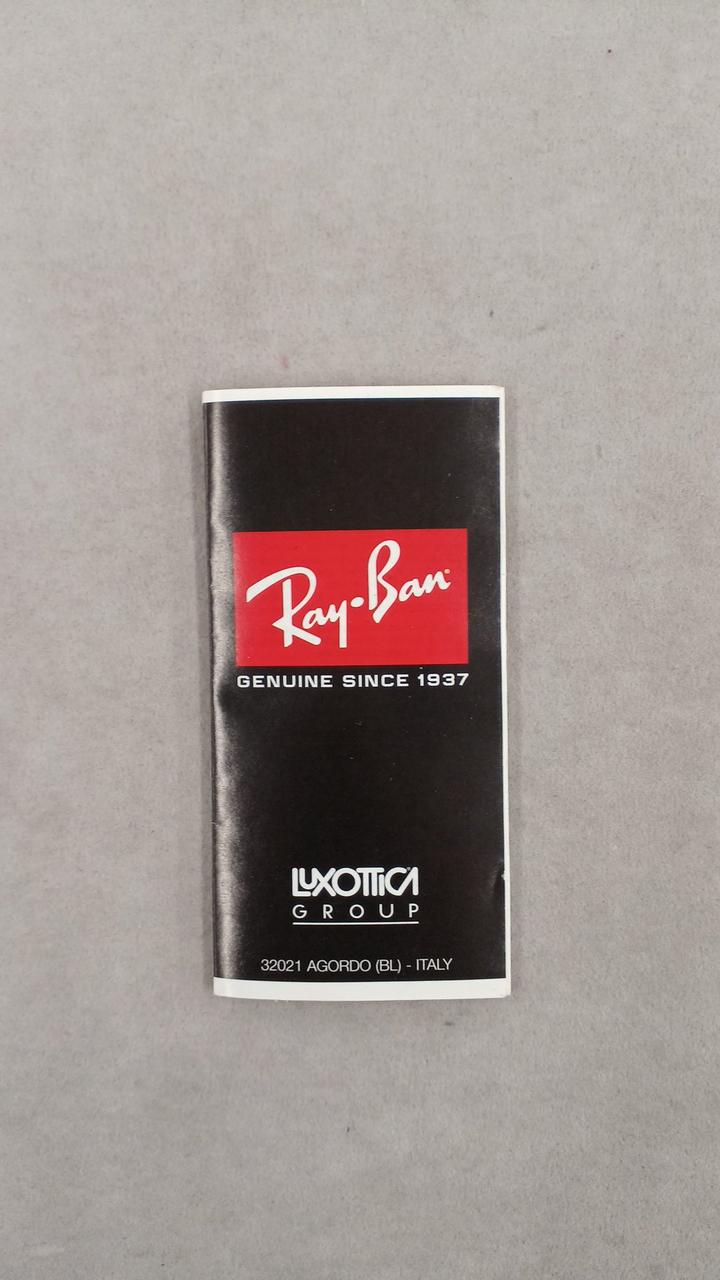 Ray-Ban
GENUINE SINCE 1937
LUXOTTICA
GROUP
32021 AGORDO (BL) - ITALY